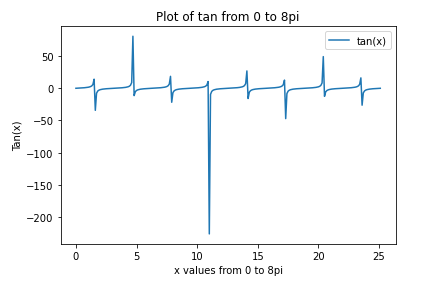 Plot of tan from 0 to 8pi
tan(x)
50
0
−50
−100
−150
−200
Tan(x)
0 5 10 15 20 25
x values from 0 to 8pi